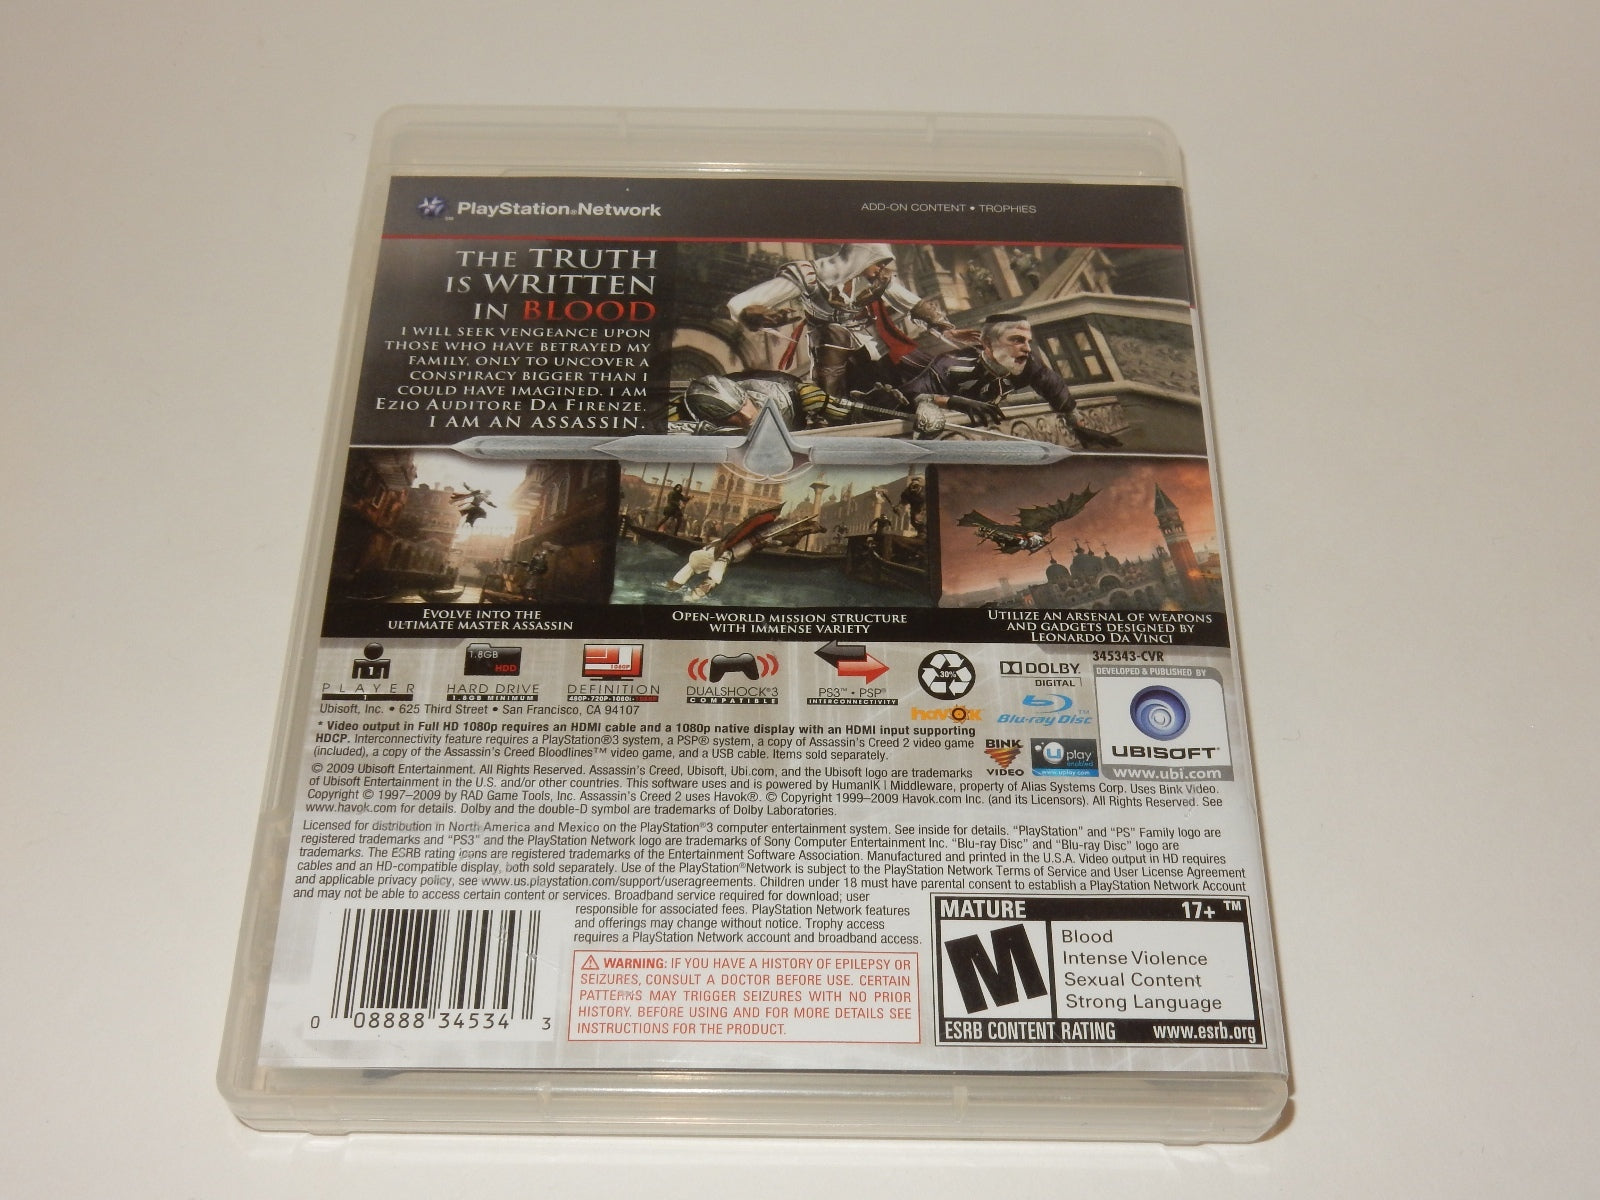 PlayStation®Network
ADD-ON CONTENT • TROPHIES
THE TRUTH
IS WRITTEN
IN BLOOD
I WILL SEEK VENGEANCE UPON
THOSE WHO HAVE BETRAYED MY
FAMILY, ONLY TO UNCOVER A
CONSPIRACY BIGGER THAN I
COULD HAVE IMAGINED. I AM
EZIO AUDITORE DA FIRENZE.
I AM AN ASSASSIN.
EVOLVE INTO THE
ULTIMATE MASTER ASSASSIN
OPEN-WORLD MISSION STRUCTURE
WITH IMMENSE VARIETY
UTILIZE AN ARSENAL OF WEAPONS
AND GADGETS DESIGNED BY
LEONARDO DA VINCI
345343-CVR
1
PLAYER
1
1.8GB
HDD
HARD DRIVE
1.8GB MINIMUM
1080P
DEFINITION
480P·720P·1080i·1080P
DUALSHOCK®3
COMPATIBLE
PS3™ • PSP®
INTERCONNECTIVITY
30%
havok
DOLBY
DIGITAL
Blu-ray Disc™
BINK
VIDEO
Uplay
enabled
www.uplay.com
DEVELOPED & PUBLISHED BY
UBISOFT®
www.ubi.com
Ubisoft, Inc. • 625 Third Street • San Francisco, CA 94107
* Video output in Full HD 1080p requires an HDMI cable and a 1080p native display with an HDMI input supporting
HDCP. Interconnectivity feature requires a PlayStation®3 system, a PSP® system, a copy of Assassin's Creed 2 video game
(included), a copy of the Assassin's Creed Bloodlines™ video game, and a USB cable. Items sold separately.
© 2009 Ubisoft Entertainment. All Rights Reserved. Assassin's Creed, Ubisoft, Ubi.com, and the Ubisoft logo are trademarks
of Ubisoft Entertainment in the U.S. and/or other countries. This software uses and is powered by HumanIK | Middleware, property of Alias Systems Corp. Uses Bink Video.
Copyright © 1997–2009 by RAD Game Tools, Inc. Assassin's Creed 2 uses Havok®. © Copyright 1999–2009 Havok.com Inc. (and its Licensors). All Rights Reserved. See
www.havok.com for details. Dolby and the double-D symbol are trademarks of Dolby Laboratories.
Licensed for distribution in North America and Mexico on the PlayStation®3 computer entertainment system. See inside for details. "PlayStation" and "PS" Family logo are
registered trademarks and "PS3" and the PlayStation Network logo are trademarks of Sony Computer Entertainment Inc. "Blu-ray Disc" and "Blu-ray Disc" logo are
trademarks. The ESRB rating icons are registered trademarks of the Entertainment Software Association. Manufactured and printed in the U.S.A. Video output in HD requires
cables and an HD-compatible display, both sold separately. Use of the PlayStation®Network is subject to the PlayStation Network Terms of Service and User License Agreement
and applicable privacy policy, see www.us.playstation.com/support/useragreements. Children under 18 must have parental consent to establish a PlayStation Network Account
and may not be able to access certain content or services. Broadband service required for download; user
responsible for associated fees. PlayStation Network features
and offerings may change without notice. Trophy access
requires a PlayStation Network account and broadband access.
WARNING: IF YOU HAVE A HISTORY OF EPILEPSY OR
SEIZURES, CONSULT A DOCTOR BEFORE USE. CERTAIN
PATTERNS MAY TRIGGER SEIZURES WITH NO PRIOR
HISTORY. BEFORE USING AND FOR MORE DETAILS SEE
INSTRUCTIONS FOR THE PRODUCT.
0 08888 34534 3
MATURE 17+ ™
M
Blood
Intense Violence
Sexual Content
Strong Language
ESRB CONTENT RATING www.esrb.org